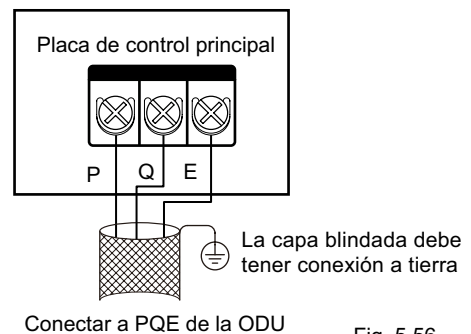 Placa de control principal
P Q E
La capa blindada debe
tener conexión a tierra
Conectar a PQE de la ODU
Fig. 5.56